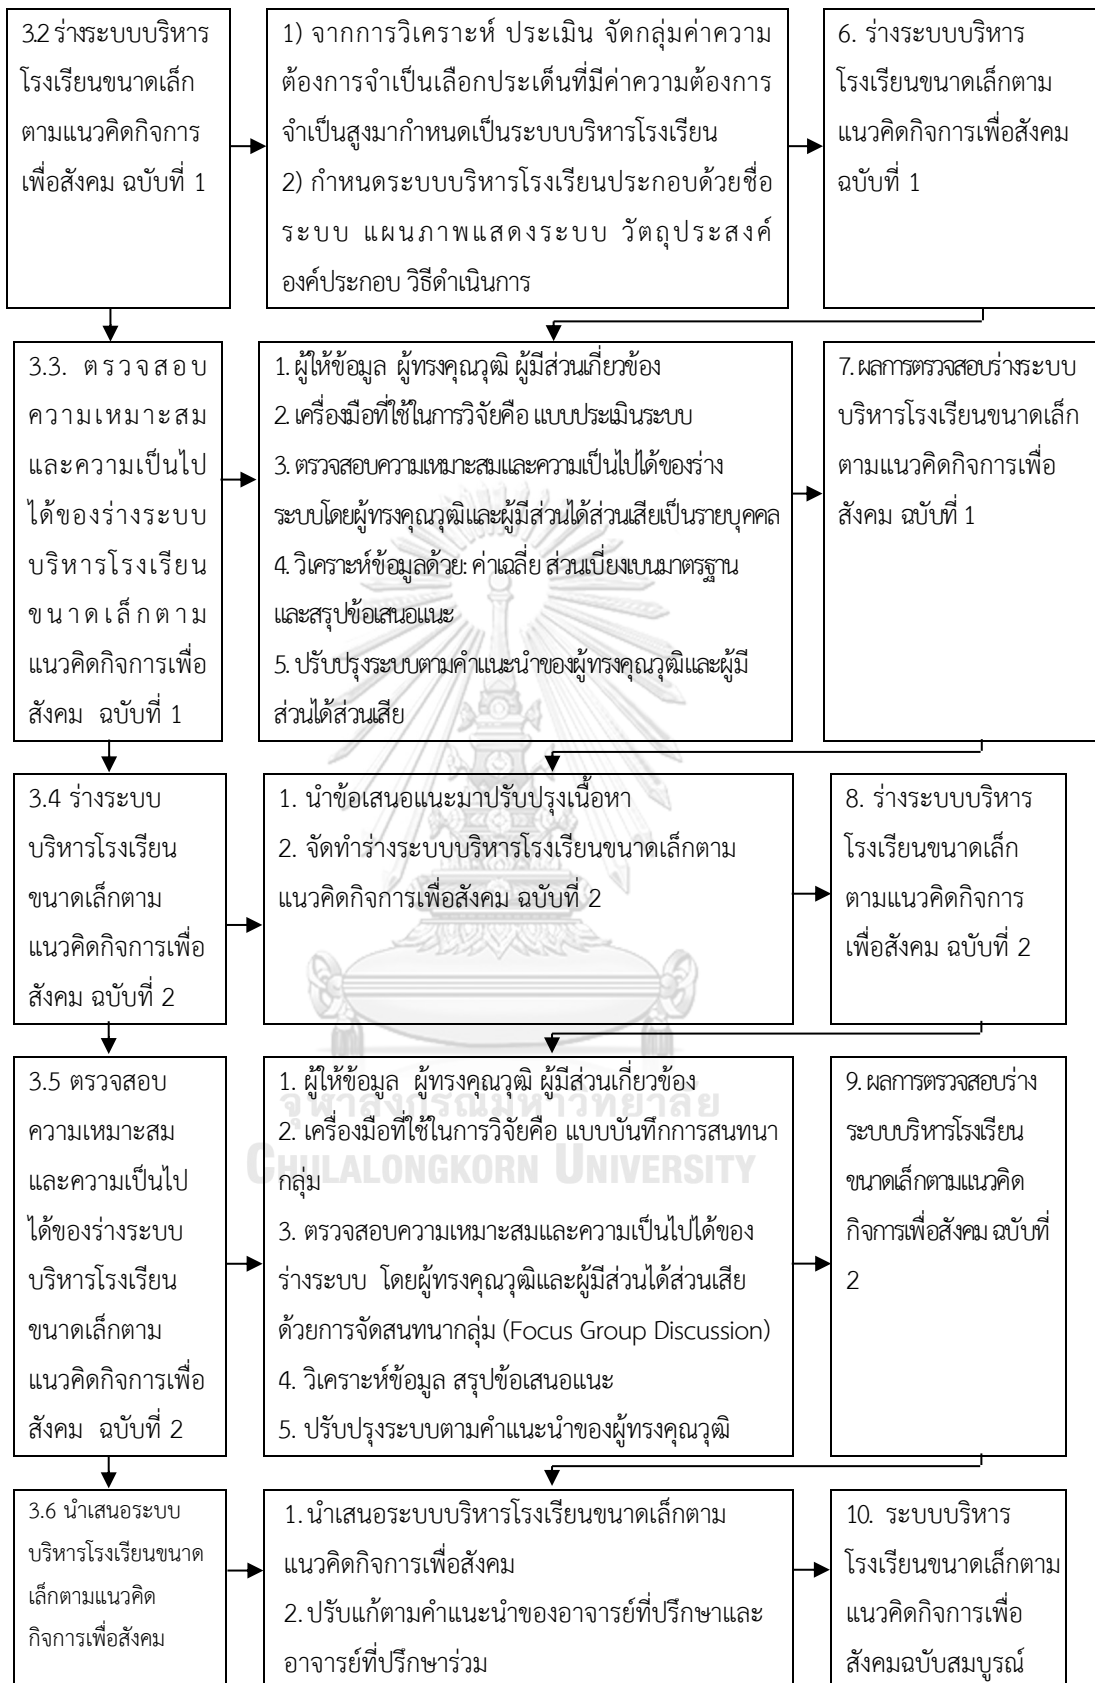 3.2 ร่างระบบบริหาร
โรงเรียนขนาดเล็ก
ตามแนวคิดกิจการ
เพื่อสังคม ฉบับที่ 1
1) จากการวิเคราะห์ ประเมิน จัดกลุ่มค่าความ
ต้องการจำเป็นเลือกประเด็นที่มีค่าความต้องการ
จำเป็นสูงมากำหนดเป็นระบบบริหารโรงเรียน
2) กำหนดระบบบริหารโรงเรียนประกอบด้วยชื่อ
ระบบ แผนภาพแสดงระบบ วัตถุประสงค์
องค์ประกอบ วิธีดำเนินการ
6. ร่างระบบบริหาร
โรงเรียนขนาดเล็กตาม
แนวคิดกิจการเพื่อสังคม
ฉบับที่ 1
3.3. ตรวจสอบ
ความเหมาะสม
และความเป็นไป
ได้ของร่างระบบ
บริหารโรงเรียน
ขนาดเล็กตาม
แนวคิดกิจการเพื่อ
สังคม ฉบับที่ 1
1. ผู้ให้ข้อมูล ผู้ทรงคุณวุฒิ ผู้มีส่วนเกี่ยวข้อง
2. เครื่องมือที่ใช้ในการวิจัยคือ แบบประเมินระบบ
3. ตรวจสอบความเหมาะสมและความเป็นไปได้ของร่าง
ระบบโดยผู้ทรงคุณวุฒิและผู้มีส่วนได้ส่วนเสียเป็นรายบุคคล
4. วิเคราะห์ข้อมูลด้วย: ค่าเฉลี่ย ส่วนเบี่ยงเบนมาตรฐาน
และสรุปข้อเสนอแนะ
5. ปรับปรุงระบบตามคำแนะนำของผู้ทรงคุณวุฒิและผู้มี
ส่วนได้ส่วนเสีย
7. ผลการตรวจสอบร่างระบบ
บริหารโรงเรียนขนาดเล็ก
ตามแนวคิดกิจการเพื่อ
สังคม ฉบับที่ 1
3.4 ร่างระบบ
บริหารโรงเรียน
ขนาดเล็กตาม
แนวคิดกิจการเพื่อ
สังคม ฉบับที่ 2
1. นำข้อเสนอแนะมาปรับปรุงเนื้อหา
2. จัดทำร่างระบบบริหารโรงเรียนขนาดเล็กตาม
แนวคิดกิจการเพื่อสังคม ฉบับที่ 2
8. ร่างระบบบริหาร
โรงเรียนขนาดเล็ก
ตามแนวคิดกิจการ
เพื่อสังคม ฉบับที่ 2
3.5 ตรวจสอบ
ความเหมาะสม
และความเป็นไป
ได้ของร่างระบบ
บริหารโรงเรียน
ขนาดเล็กตาม
แนวคิดกิจการเพื่อ
สังคม ฉบับที่ 2
1. ผู้ให้ข้อมูล ผู้ทรงคุณวุฒิ ผู้มีส่วนเกี่ยวข้อง
2. เครื่องมือที่ใช้ในการวิจัยคือ แบบบันทึกการสนทนา
กลุ่ม
3. ตรวจสอบความเหมาะสมและความเป็นไปได้ของ
ร่างระบบ โดยผู้ทรงคุณวุฒิและผู้มีส่วนได้ส่วนเสีย
ด้วยการจัดสนทนากลุ่ม (Focus Group Discussion)
4. วิเคราะห์ข้อมูล สรุปข้อเสนอแนะ
5. ปรับปรุงระบบตามคำแนะนำของผู้ทรงคุณวุฒิ
จุฬาลงกรณ์มหาวิทยาลัย
CHULALONGKORN UNIVERSITY
9. ผลการตรวจสอบร่าง
ระบบบริหารโรงเรียน
ขนาดเล็กตามแนวคิด
กิจการเพื่อสังคม ฉบับที่
2
3.6 นำเสนอระบบ
บริหารโรงเรียนขนาด
เล็กตามแนวคิด
กิจการเพื่อสังคม
1. นำเสนอระบบบริหารโรงเรียนขนาดเล็กตาม
แนวคิดกิจการเพื่อสังคม
2. ปรับแก้ตามคำแนะนำของอาจารย์ที่ปรึกษาและ
อาจารย์ที่ปรึกษาร่วม
10. ระบบบริหาร
โรงเรียนขนาดเล็กตาม
แนวคิดกิจการเพื่อ
สังคมฉบับสมบูรณ์